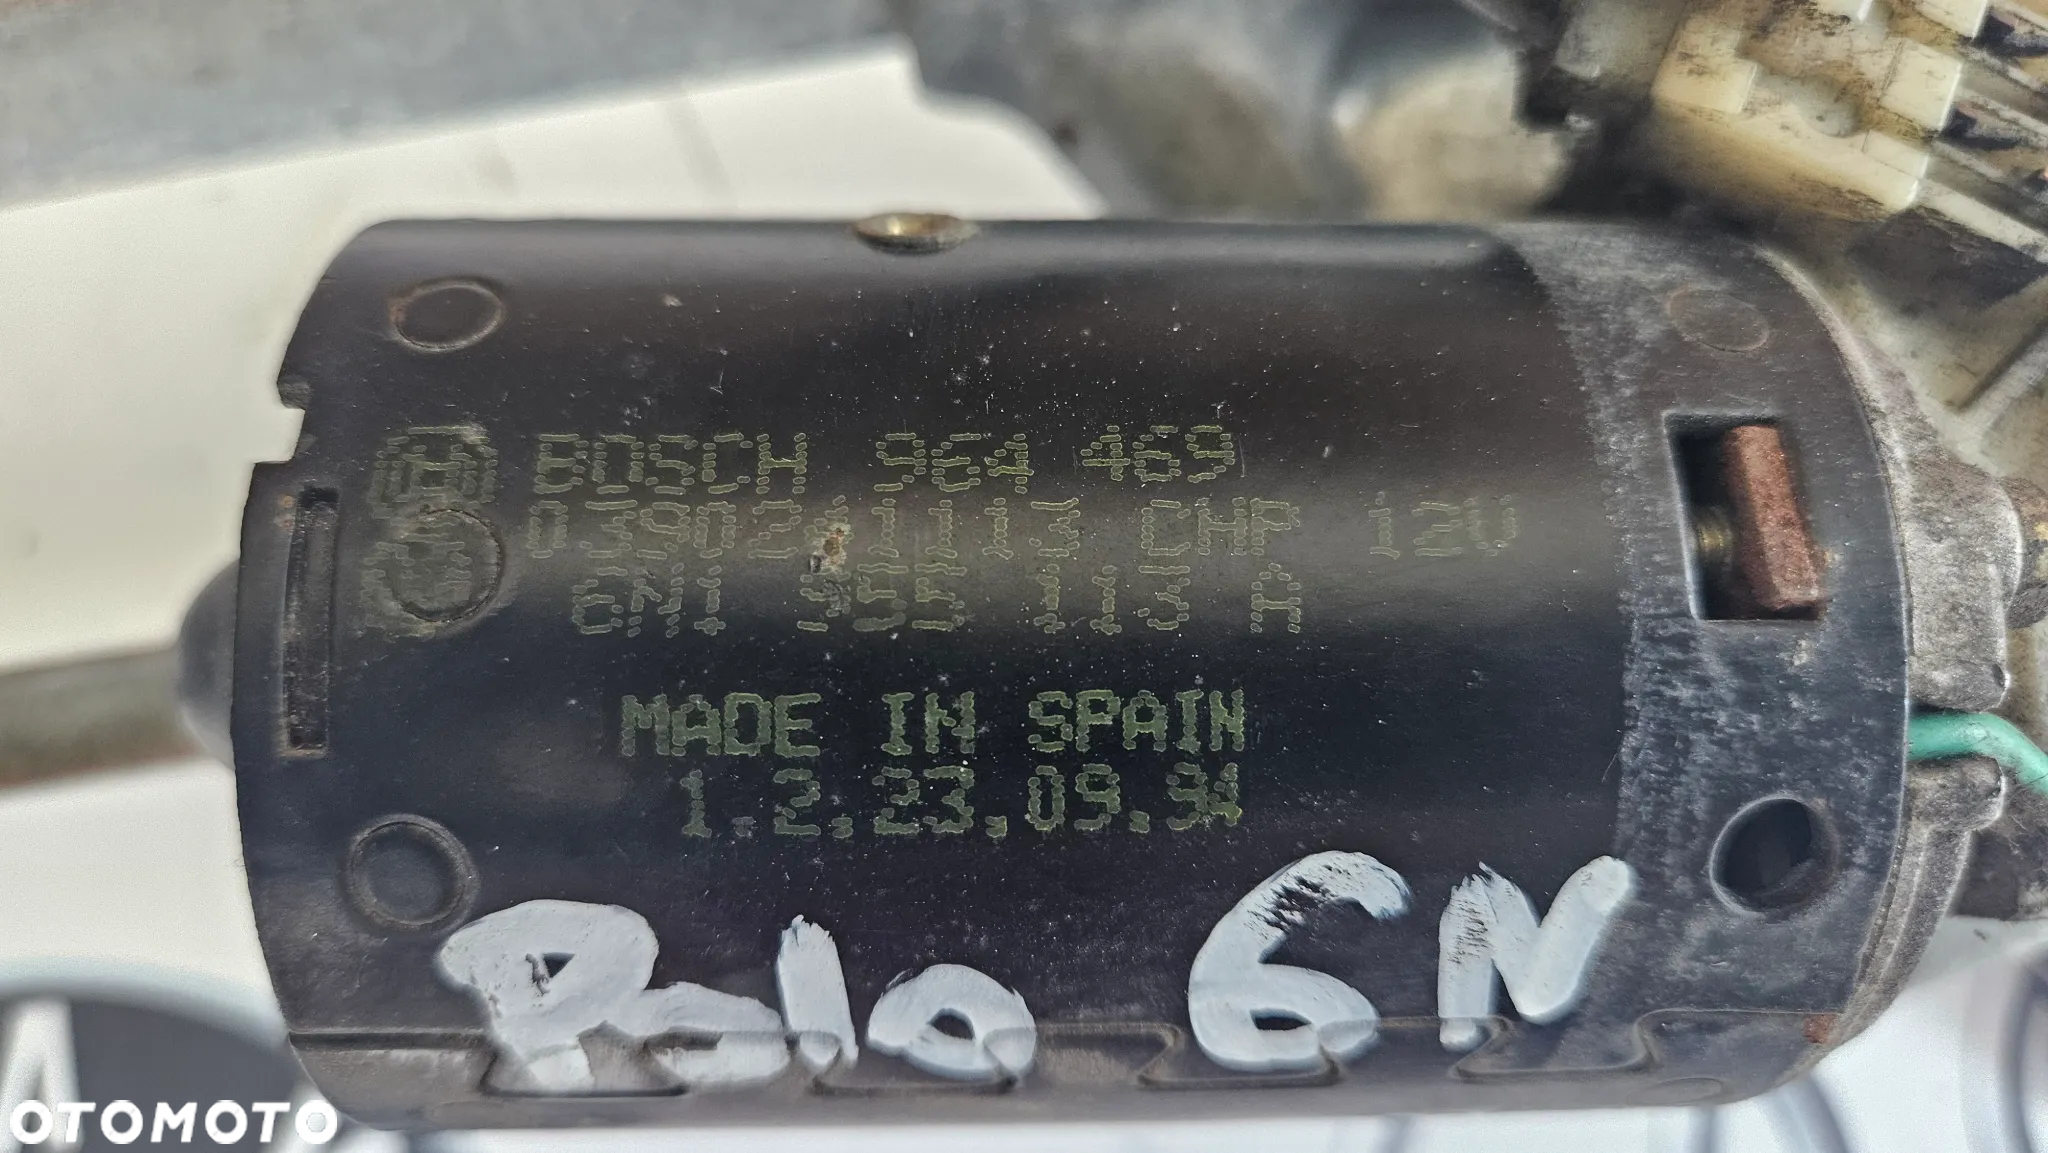 BOSCH 964 469
0390241113 CHP 12V
6N1 955 113 A
MADE IN SPAIN
1.2.23.09.94
Polo 6N
OTOMOTO